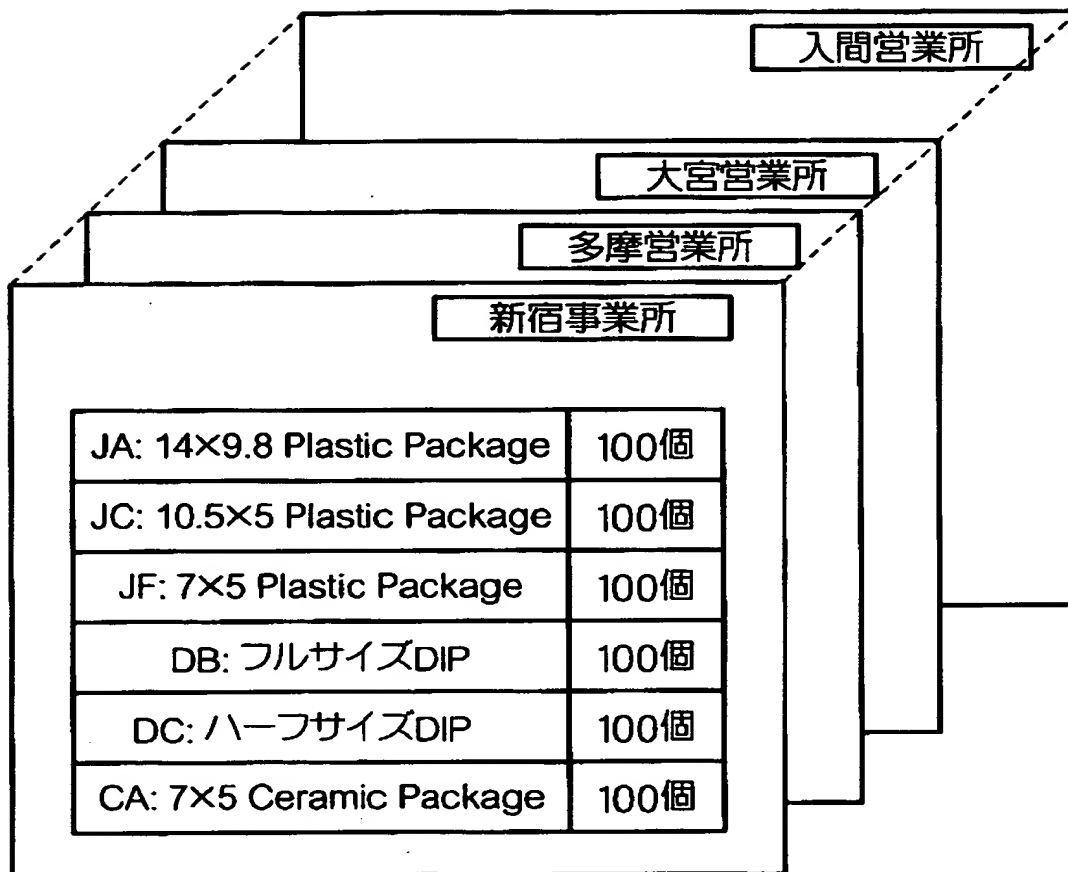 入間営業所
大宮営業所
多摩営業所
新宿事業所
JA: 14×9.8 Plastic Package 100個
JC: 10.5×5 Plastic Package 100個
JF: 7×5 Plastic Package 100個
DB: フルサイズDIP 100個
DC: ハーフサイズDIP 100個
CA: 7×5 Ceramic Package 100個